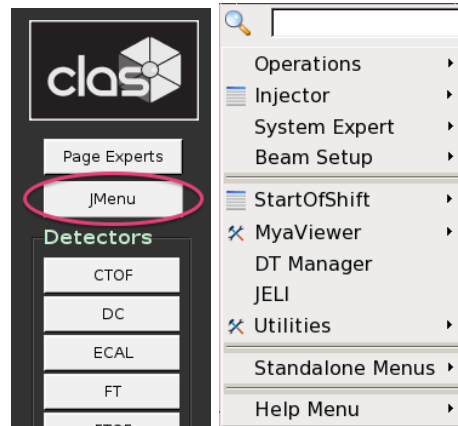 clas
Page Experts
JMenu
Detectors
CTOF
DC
ECAL
FT
Operations
Injector
System Expert
Beam Setup
StartOfShift
MyaViewer
DT Manager
JELI
Utilities
Standalone Menus
Help Menu